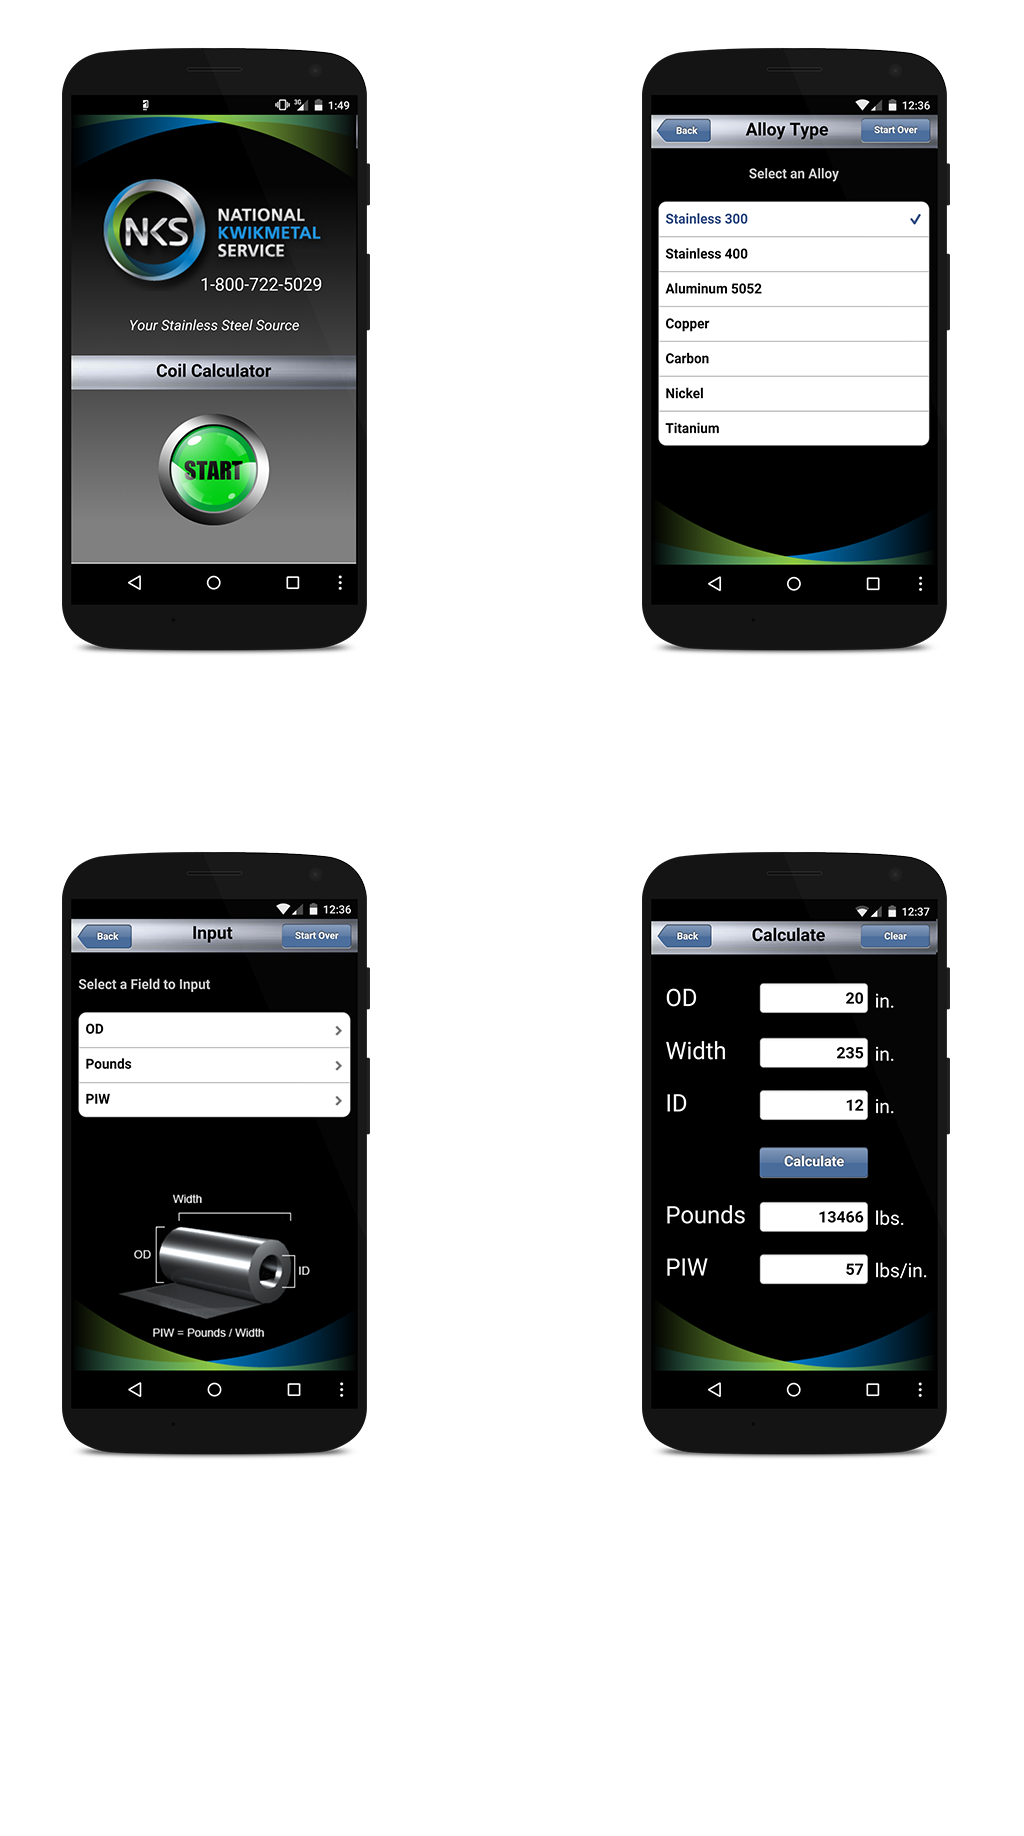 1:49
NKS
NATIONAL
KWIKMETAL
SERVICE
1-800-722-5029
Your Stainless Steel Source
Coil Calculator
START
12:36
Back
Alloy Type
Start Over
Select an Alloy
Stainless 300
Stainless 400
Aluminum 5052
Copper
Carbon
Nickel
Titanium
12:36
Back
Input
Start Over
Select a Field to Input
OD
Pounds
PIW
Width
OD
ID
PIW = Pounds / Width
12:37
Back
Calculate
Clear
OD 20 in.
Width 235 in.
ID 12 in.
Calculate
Pounds 13466 lbs.
PIW 57 lbs/in.